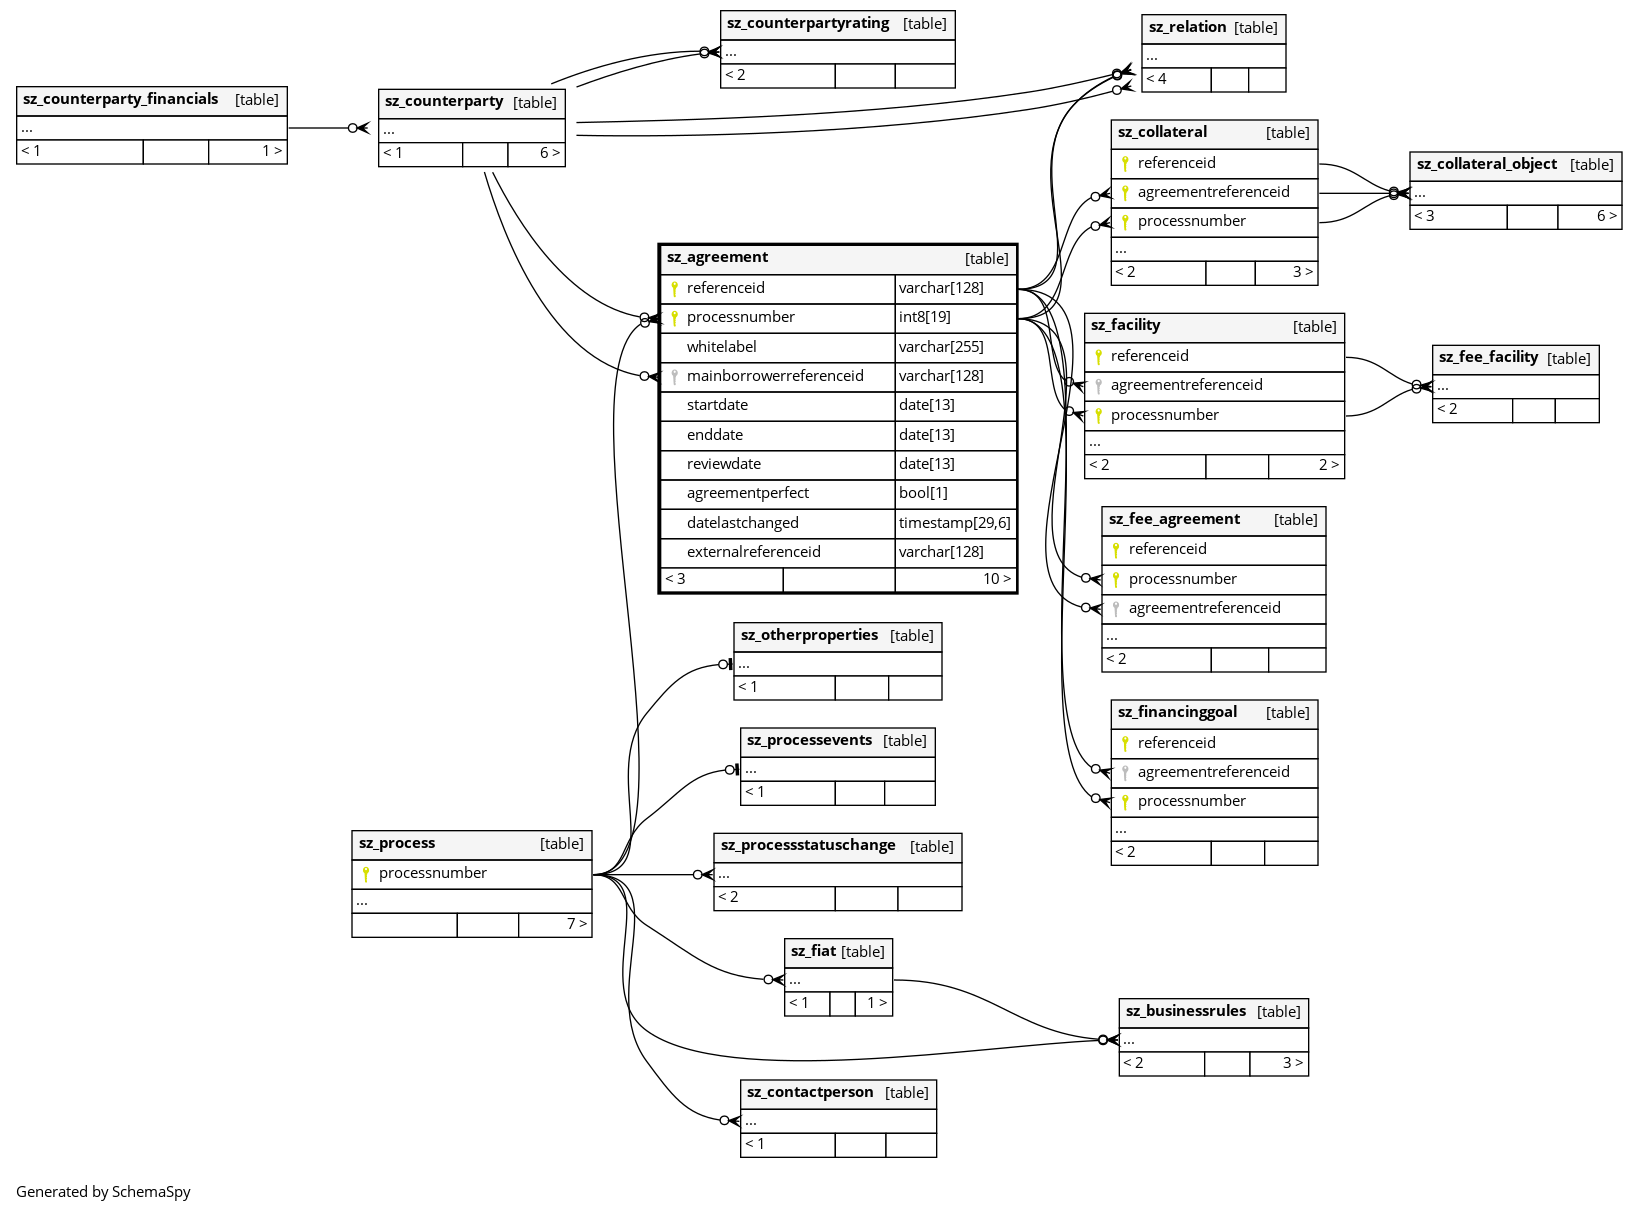 sz_counterparty_financials [table]
...
< 1 1 >
sz_counterparty [table]
...
< 1 6 >
sz_counterpartyrating [table]
...
< 2
sz_relation [table]
...
< 4
sz_collateral [table]
referenceid
agreementreferenceid
processnumber
...
< 2 3 >
sz_collateral_object [table]
...
< 3 6 >
sz_agreement [table]
referenceid varchar[128]
processnumber int8[19]
whitelabel varchar[255]
mainborrowerreferenceid varchar[128]
startdate date[13]
enddate date[13]
reviewdate date[13]
agreementperfect bool[1]
datelastchanged timestamp[29,6]
externalreferenceid varchar[128]
< 3 10 >
sz_facility [table]
referenceid
agreementreferenceid
processnumber
...
< 2 2 >
sz_fee_facility [table]
...
< 2
sz_fee_agreement [table]
referenceid
processnumber
agreementreferenceid
...
< 2
sz_otherproperties [table]
...
< 1
sz_financinggoal [table]
referenceid
agreementreferenceid
processnumber
...
< 2
sz_processevents [table]
...
< 1
sz_process [table]
processnumber
...
7 >
sz_processstatuschange [table]
...
< 2
sz_fiat [table]
...
< 1 1 >
sz_businessrules [table]
...
< 2 3 >
sz_contactperson [table]
...
< 1
Generated by SchemaSpy